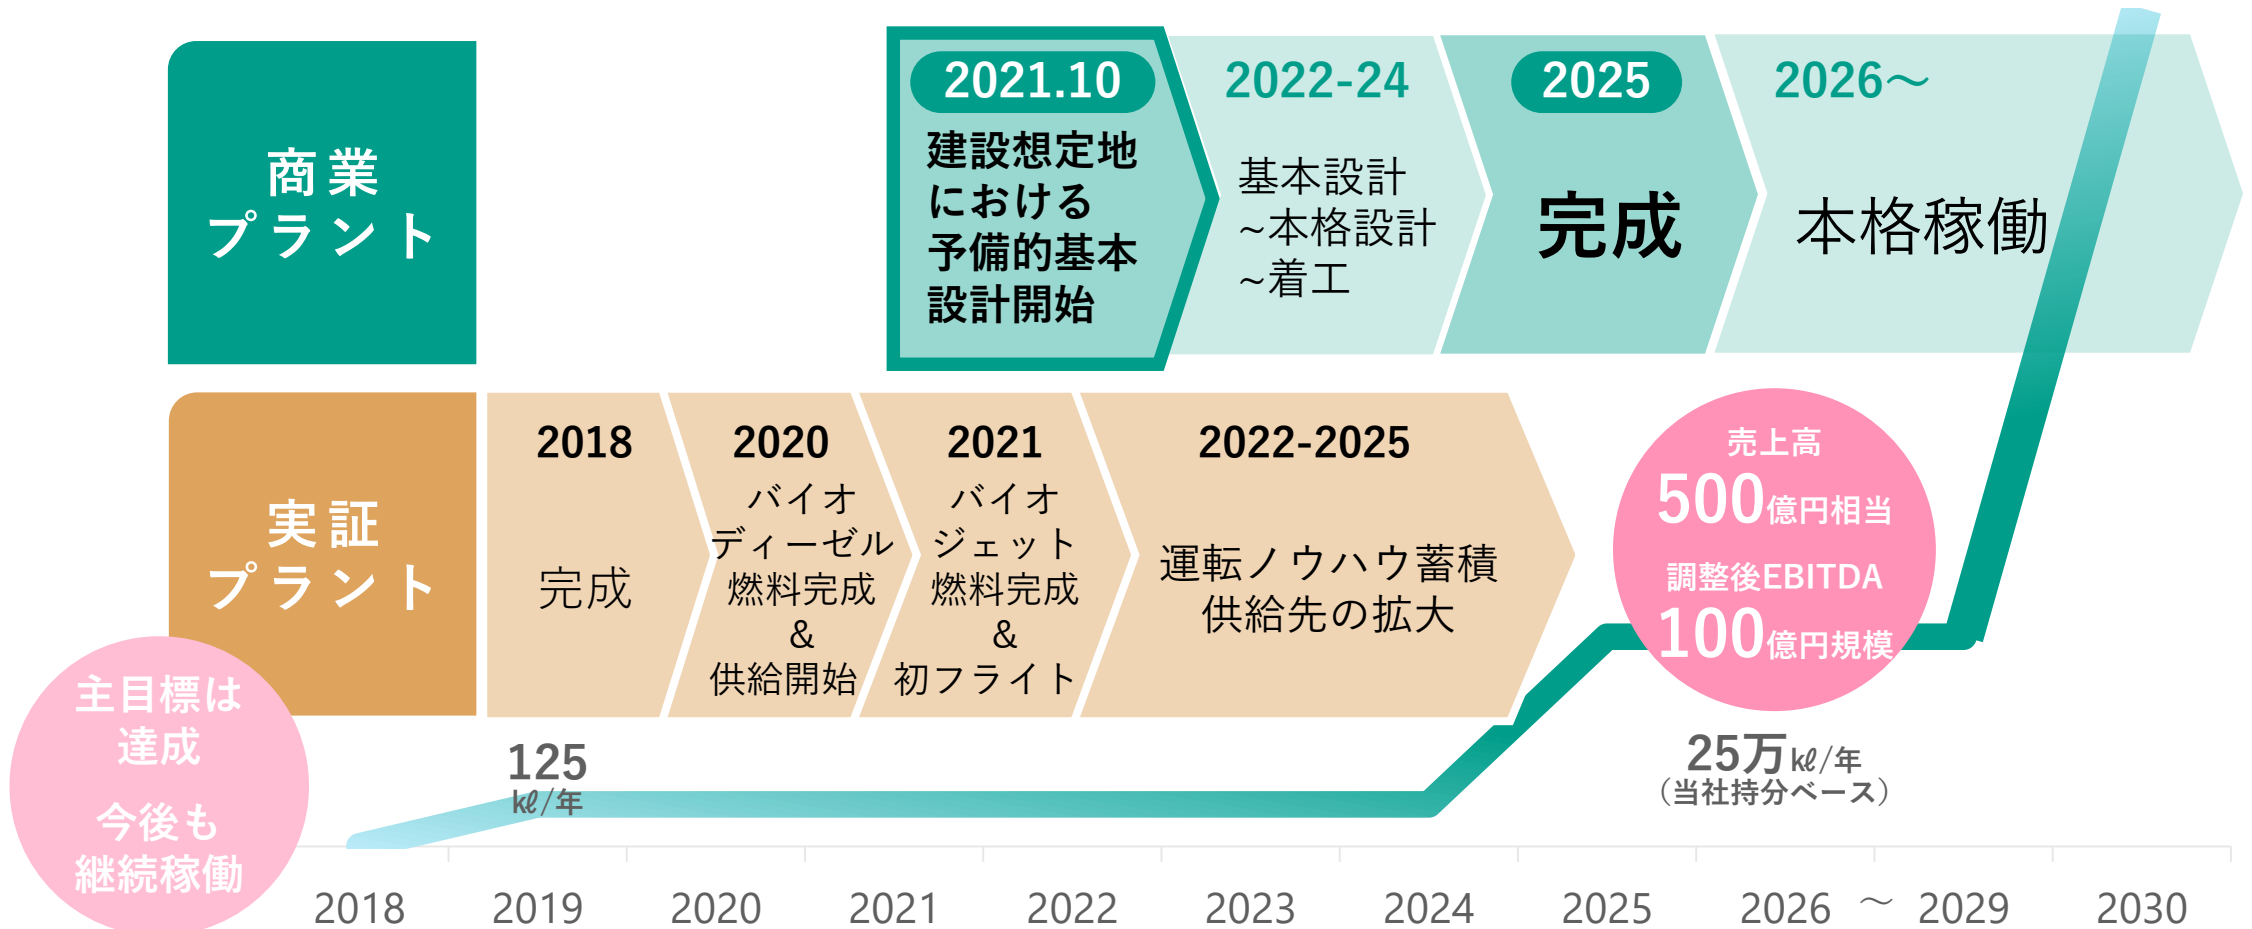 商業
プラント
2021.10
建設想定地
における
予備的基本
設計開始
2022-24
基本設計
~本格設計
~着工
2025
完成
2026～
本格稼働
実証
プラント
2018
完成
2020
バイオ
ディーゼル
燃料完成
&
供給開始
2021
バイオ
ジェット
燃料完成
&
初フライト
2022-2025
運転ノウハウ蓄積
供給先の拡大
売上高
500億円相当
調整後EBITDA
100億円規模
主目標は
達成
今後も
継続稼働
125
㎘/年
25万㎘/年
（当社持分ベース）
2018 2019 2020 2021 2022 2023 2024 2025 2026 ～ 2029 2030